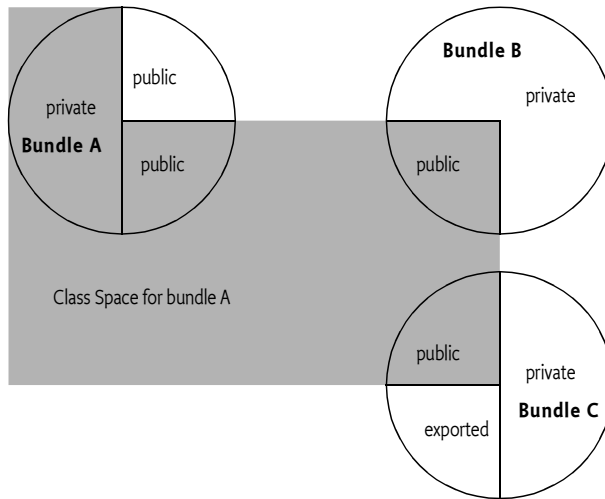 public
private
Bundle A
public
Bundle B
private
public
Class Space for bundle A
public
private
Bundle C
exported